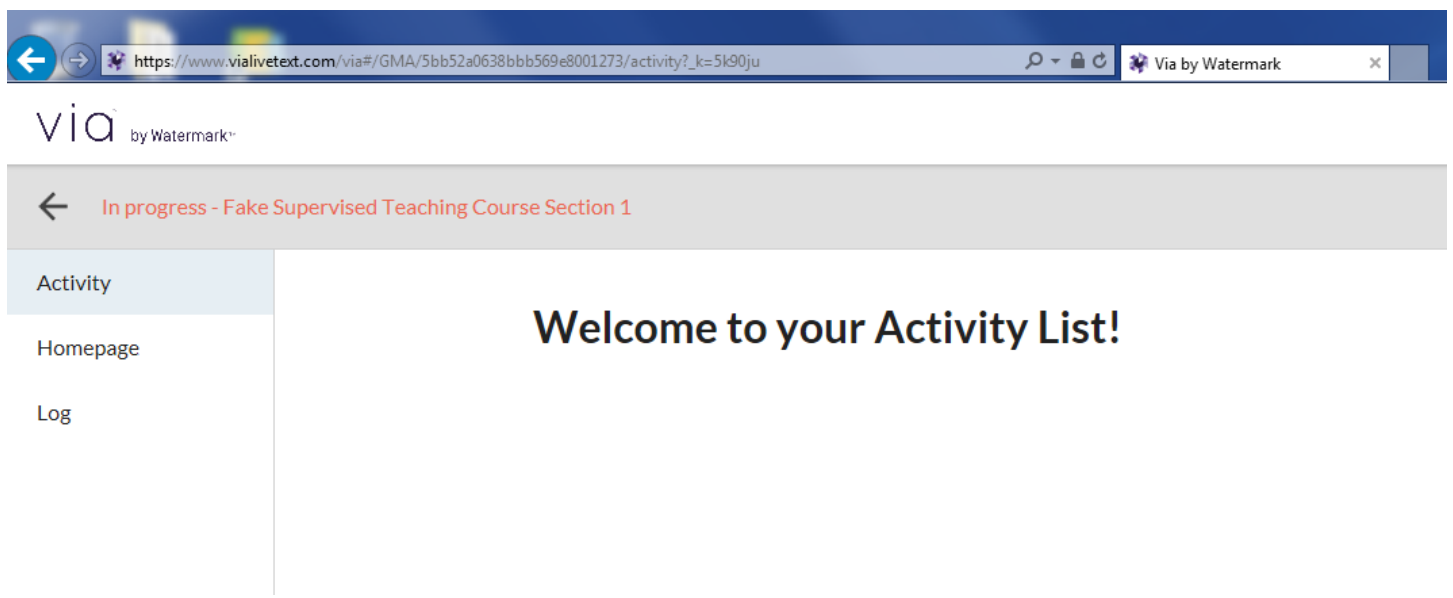 https://www.vialivetext.com/via#/GMA/5bb52a0638bbb569e8001273/activity?_k=5k90ju
Via by Watermark
via by Watermark™
In progress - Fake Supervised Teaching Course Section 1
Activity
Welcome to your Activity List!
Homepage
Log